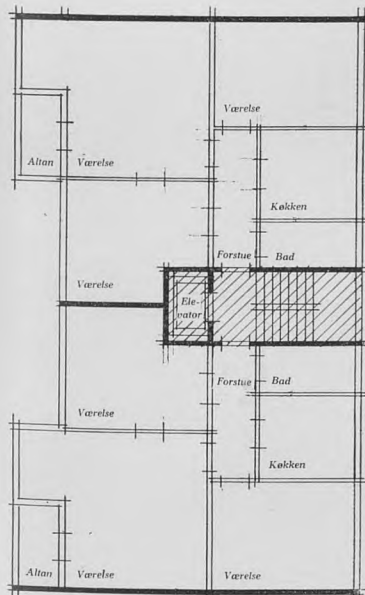 Værelse
Altan
Værelse
Køkken
Forstue
Bad
Værelse
Ele-
vator
Forstue
Bad
Værelse
Køkken
Altan
Værelse
Værelse